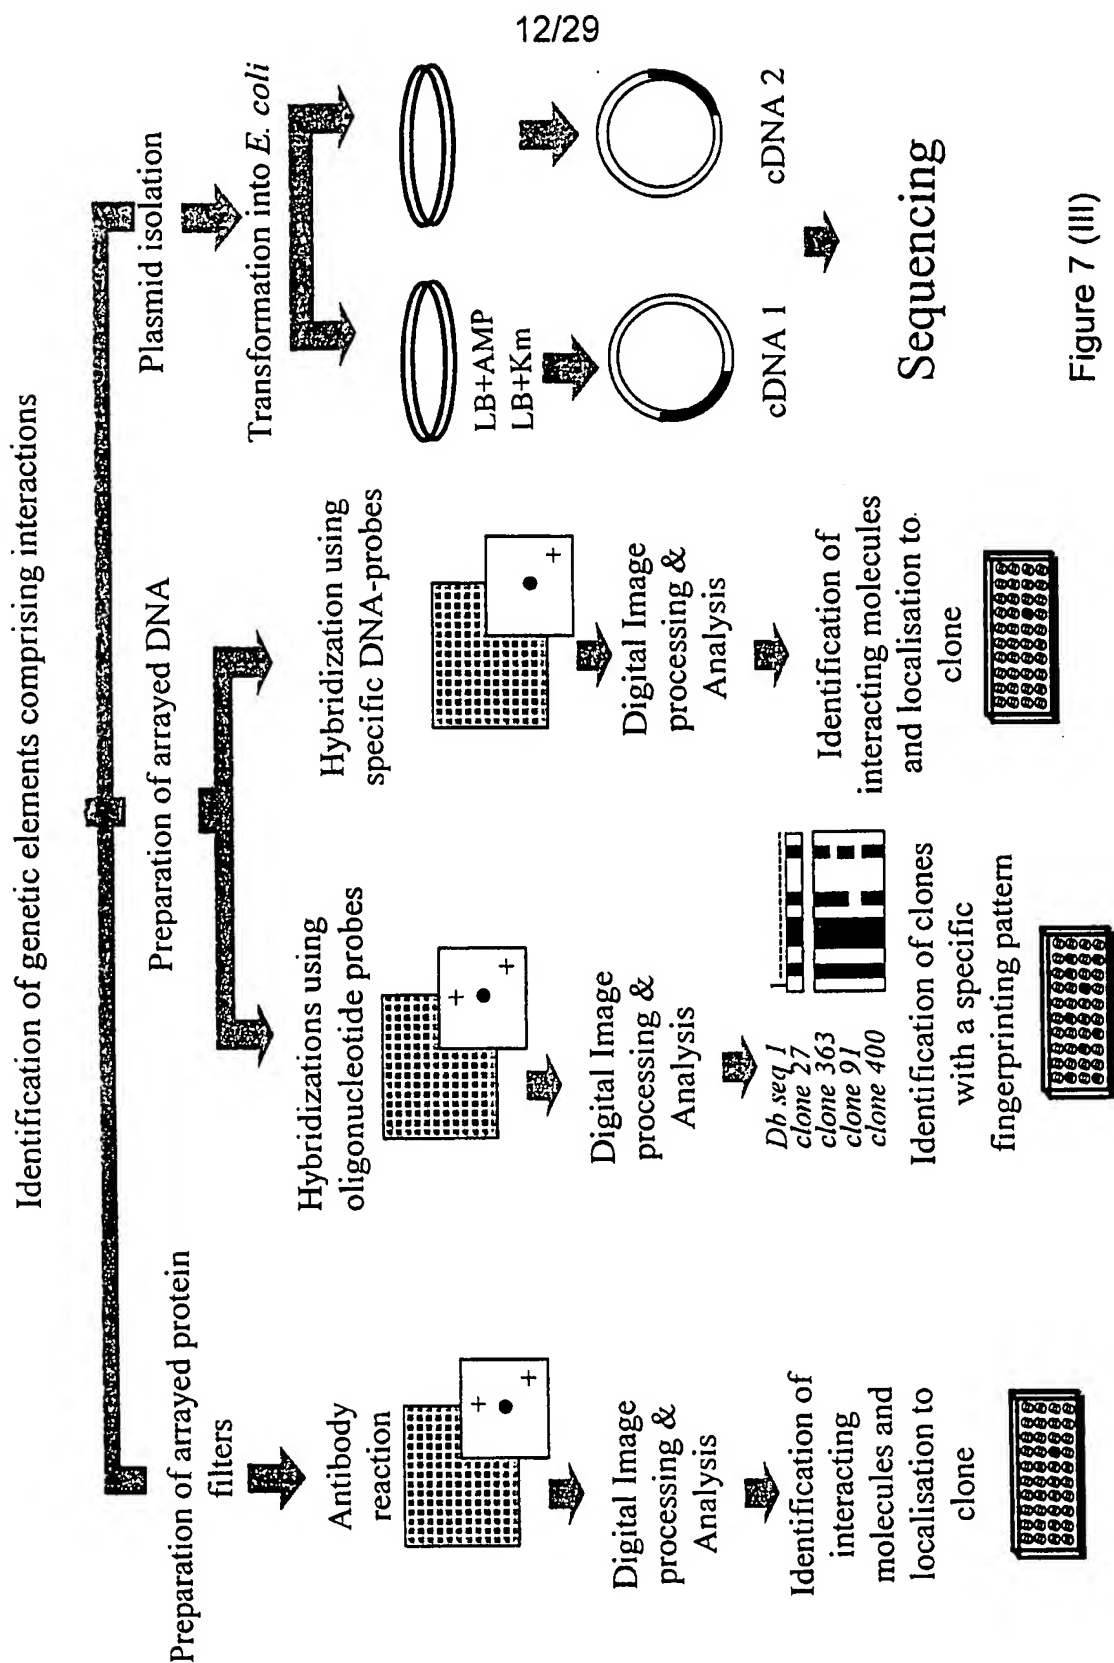 12/29
Identification of genetic elements comprising interactions
Preparation of arrayed protein
filters
Antibody
reaction
Digital Image
processing &
Analysis
Identification of
interacting
molecules and
localisation to
clone
Preparation of arrayed DNA
Hybridizations using
oligonucleotide probes
Digital Image
processing &
Analysis
Db seq 1
clone 27
clone 363
clone 91
clone 400
1
Identification of clones
with a specific
fingerprinting pattern
Hybridization using
specific DNA-probes
Digital Image
processing &
Analysis
Identification of
interacting molecules
and localisation to
clone
Plasmid isolation
Transformation into E. coli
LB+AMP
LB+Km
cDNA 1
cDNA 2
Sequencing
Figure 7 (III)